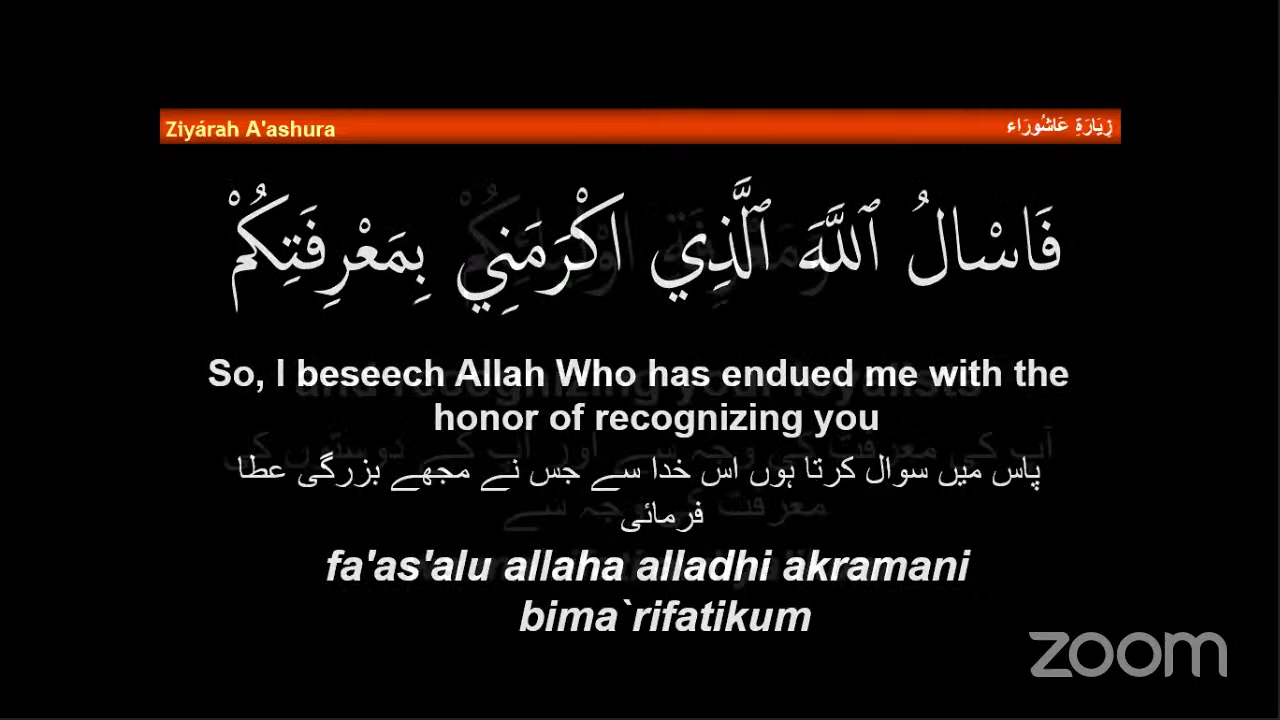 Ziyárah A'ashura
زِيَارَةِ عَاشُورَاء
فَاسْالُ ٱللَّهَ ٱلَّذِي اكْرَمَنِي بِمَعْرِفَتِكُمْ
So, I beseech Allah Who has endued me with the
honor of recognizing you
پاس میں سوال کرتا ہوں اس خدا سے جس نے مجھے بزرگی عطا
فرمائی
fa'as'alu allaha alladhi akramani
bima`rifatikum
zoom